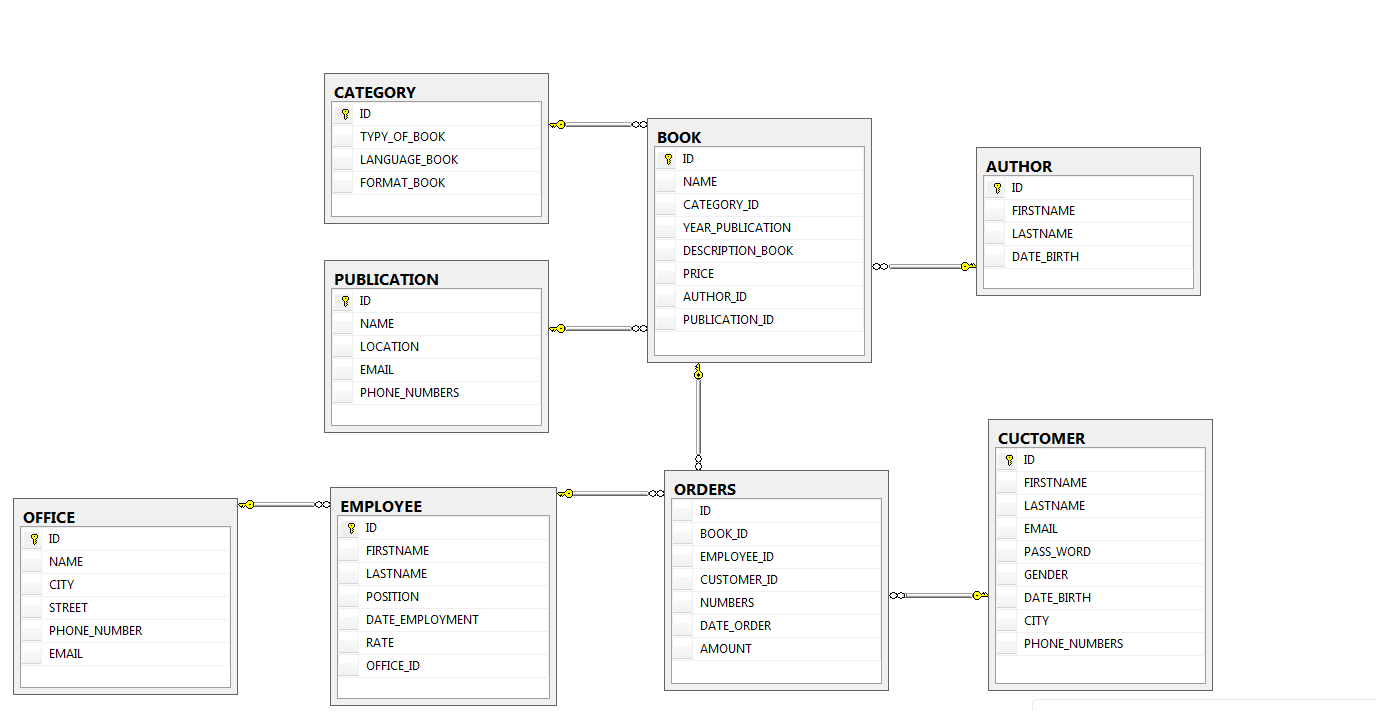 CATEGORY
ID
TYPY_OF_BOOK
LANGUAGE_BOOK
FORMAT_BOOK
BOOK
ID
NAME
CATEGORY_ID
YEAR_PUBLICATION
DESCRIPTION_BOOK
PRICE
AUTHOR_ID
PUBLICATION_ID
AUTHOR
ID
FIRSTNAME
LASTNAME
DATE_BIRTH
PUBLICATION
ID
NAME
LOCATION
EMAIL
PHONE_NUMBERS
OFFICE
ID
NAME
CITY
STREET
PHONE_NUMBER
EMAIL
EMPLOYEE
ID
FIRSTNAME
LASTNAME
POSITION
DATE_EMPLOYMENT
RATE
OFFICE_ID
ORDERS
ID
BOOK_ID
EMPLOYEE_ID
CUSTOMER_ID
NUMBERS
DATE_ORDER
AMOUNT
CUCTOMER
ID
FIRSTNAME
LASTNAME
EMAIL
PASS_WORD
GENDER
DATE_BIRTH
CITY
PHONE_NUMBERS